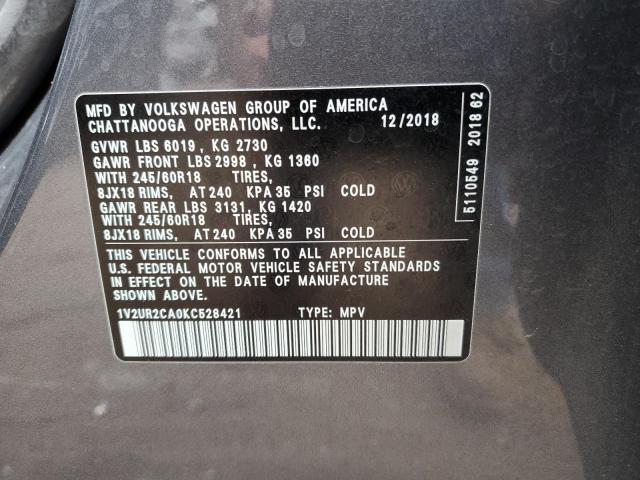 MFD BY VOLKSWAGEN GROUP OF AMERICA
CHATTANOOGA OPERATIONS, LLC. 12/2018
GVWR LBS 6019, KG 2730
GAWR FRONT LBS 2998, KG 1360
WITH 245/60R18 TIRES,
8JX18 RIMS, AT 240 KPA 35 PSI COLD
GAWR REAR LBS 3131, KG 1420
WITH 245/60R18 TIRES,
8JX18 RIMS, AT 240 KPA 35 PSI COLD
THIS VEHICLE CONFORMS TO ALL APPLICABLE
U.S. FEDERAL MOTOR VEHICLE SAFETY STANDARDS
IN EFFECT ON THE DATE OF MANUFACTURE
SHOWN ABOVE.
1V2UR2CA0KC528421 TYPE: MPV
5110549 2018 62